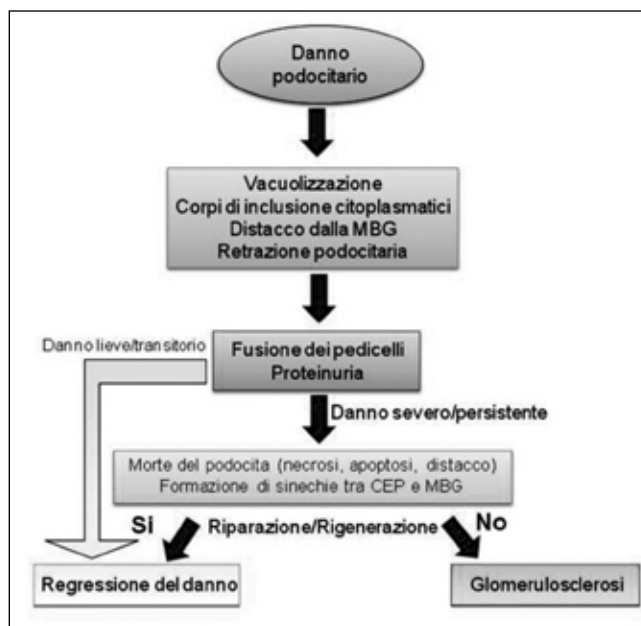 Danno
podocitario
Vacuolizzazione
Corpi di inclusione citoplasmatici
Distacco dalla MBG
Retrazione podocitaria
Danno lieve/transitorio
Fusione dei pedicelli
Proteinuria
Danno severo/persistente
Morte del podocita (necrosi, apoptosi, distacco)
Formazione di sinechie tra CEP e MBG
Si
Riparazione/Rigenerazione
No
Regressione del danno
Glomerulosclerosi